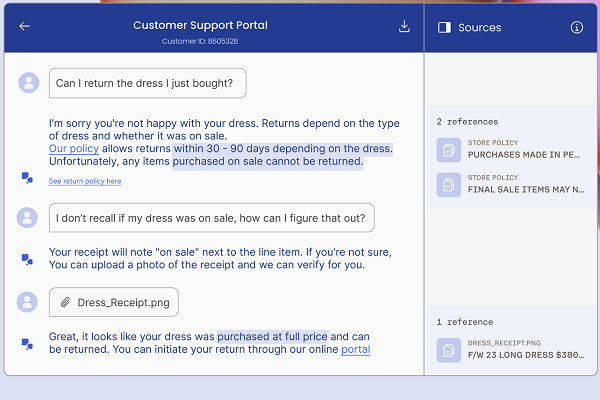 Customer Support Portal
Customer ID: 8605328
Sources
Can I return the dress I just bought?
I'm sorry you're not happy with your dress. Returns depend on the type
of dress and whether it was on sale.
Our policy allows returns within 30 - 90 days depending on the dress.
Unfortunately, any items purchased on sale cannot be returned.
See return policy here
2 references
STORE POLICY
PURCHASES MADE IN PE...
STORE POLICY
FINAL SALE ITEMS MAY N...
I don't recall if my dress was on sale, how can I figure that out?
Your receipt will note "on sale" next to the line item. If you're not sure,
You can upload a photo of the receipt and we can verify for you.
Dress_Receipt.png
Great, it looks like your dress was purchased at full price and can
be returned. You can initiate your return through our online portal
1 reference
DRESS_RECEIPT.PNG
F/W 23 LONG DRESS $380...